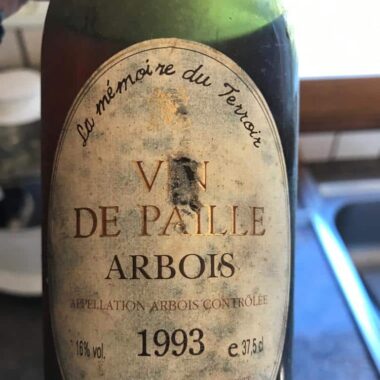 La mémoire du Terroir
VIN
DE PAILLE
ARBOIS
APPELLATION ARBOIS CONTRÔLÉE
16% vol. 1993 e 37,5 cl